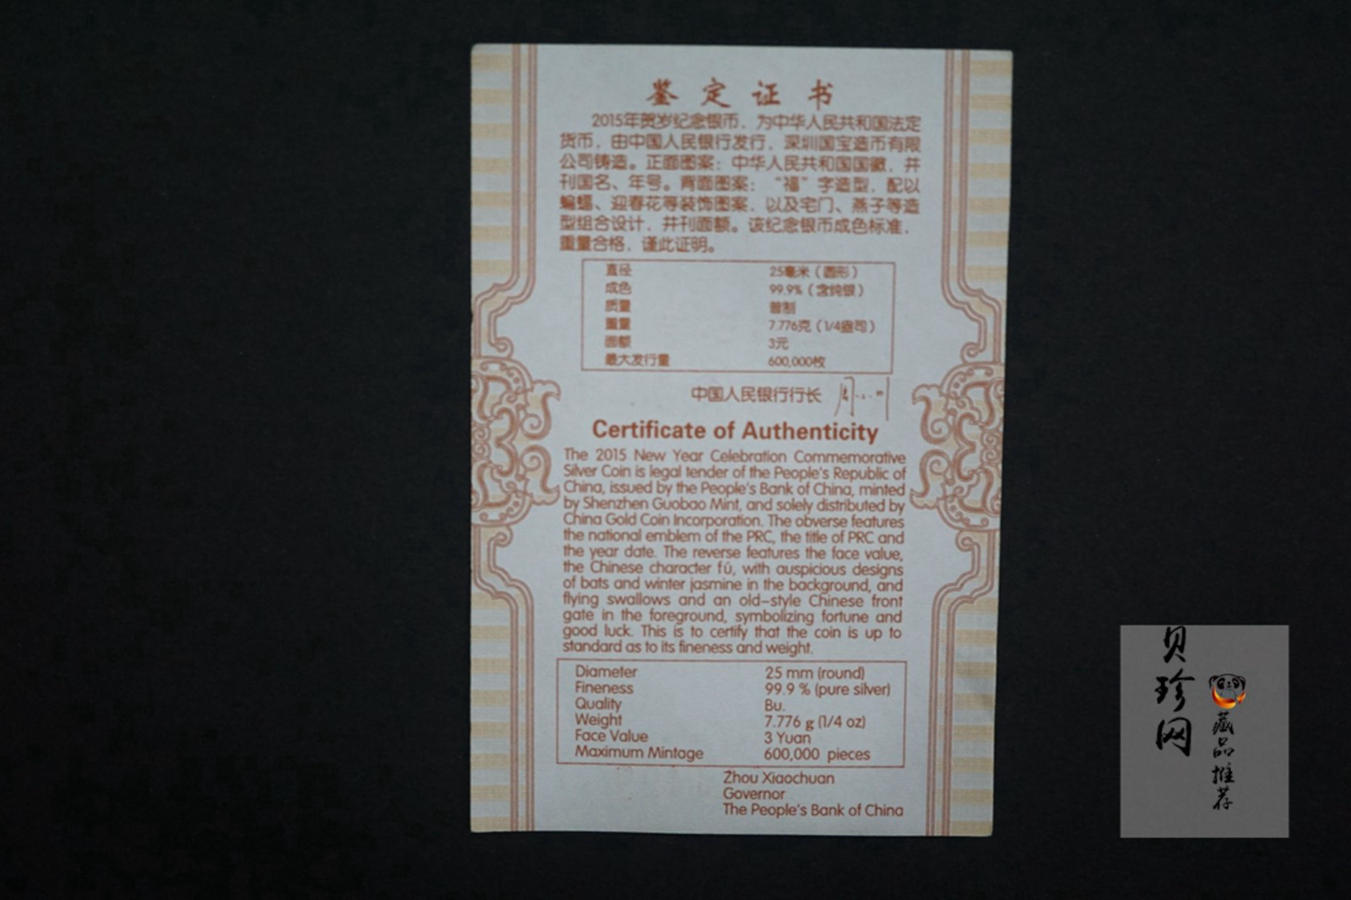 鉴定证书
2015年贺岁纪念银币，为中华人民共和国法定
货币，由中国人民银行发行，深圳国宝造币有限
公司铸造。正面图案：中华人民共和国国徽，并
刊国名、年号。背面图案：“福”字造型，配以
蝙蝠、迎春花等装饰图案，以及宅门、燕子等造
型组合设计，并刊面额。该纪念银币成色标准，
重量合格，谨此证明。
直径 25毫米（圆形）
成色 99.9%（含纯银）
质量 普制
重量 7.776克（1/4盎司）
面额 3元
最大发行量 600,000枚
中国人民银行行长
Certificate of Authenticity
The 2015 New Year Celebration Commemorative
Silver Coin is legal tender of the People's Republic of
China, issued by the People's Bank of China, minted
by Shenzhen Guobao Mint, and solely distributed by
China Gold Coin Incorporation. The obverse features
the national emblem of the PRC, the title of PRC and
the year date. The reverse features the face value,
the Chinese character fú, with auspicious designs
of bats and winter jasmine in the background, and
flying swallows and an old-style Chinese front
gate in the foreground, symbolizing fortune and
good luck. This is to certify that the coin is up to
standard as to its fineness and weight.
Diameter 25 mm (round)
Fineness 99.9 % (pure silver)
Quality Bu.
Weight 7.776 g (1/4 oz)
Face Value 3 Yuan
Maximum Mintage 600,000 pieces
Zhou Xiaochuan
Governor
The People's Bank of China
贝珍网
藏品推荐